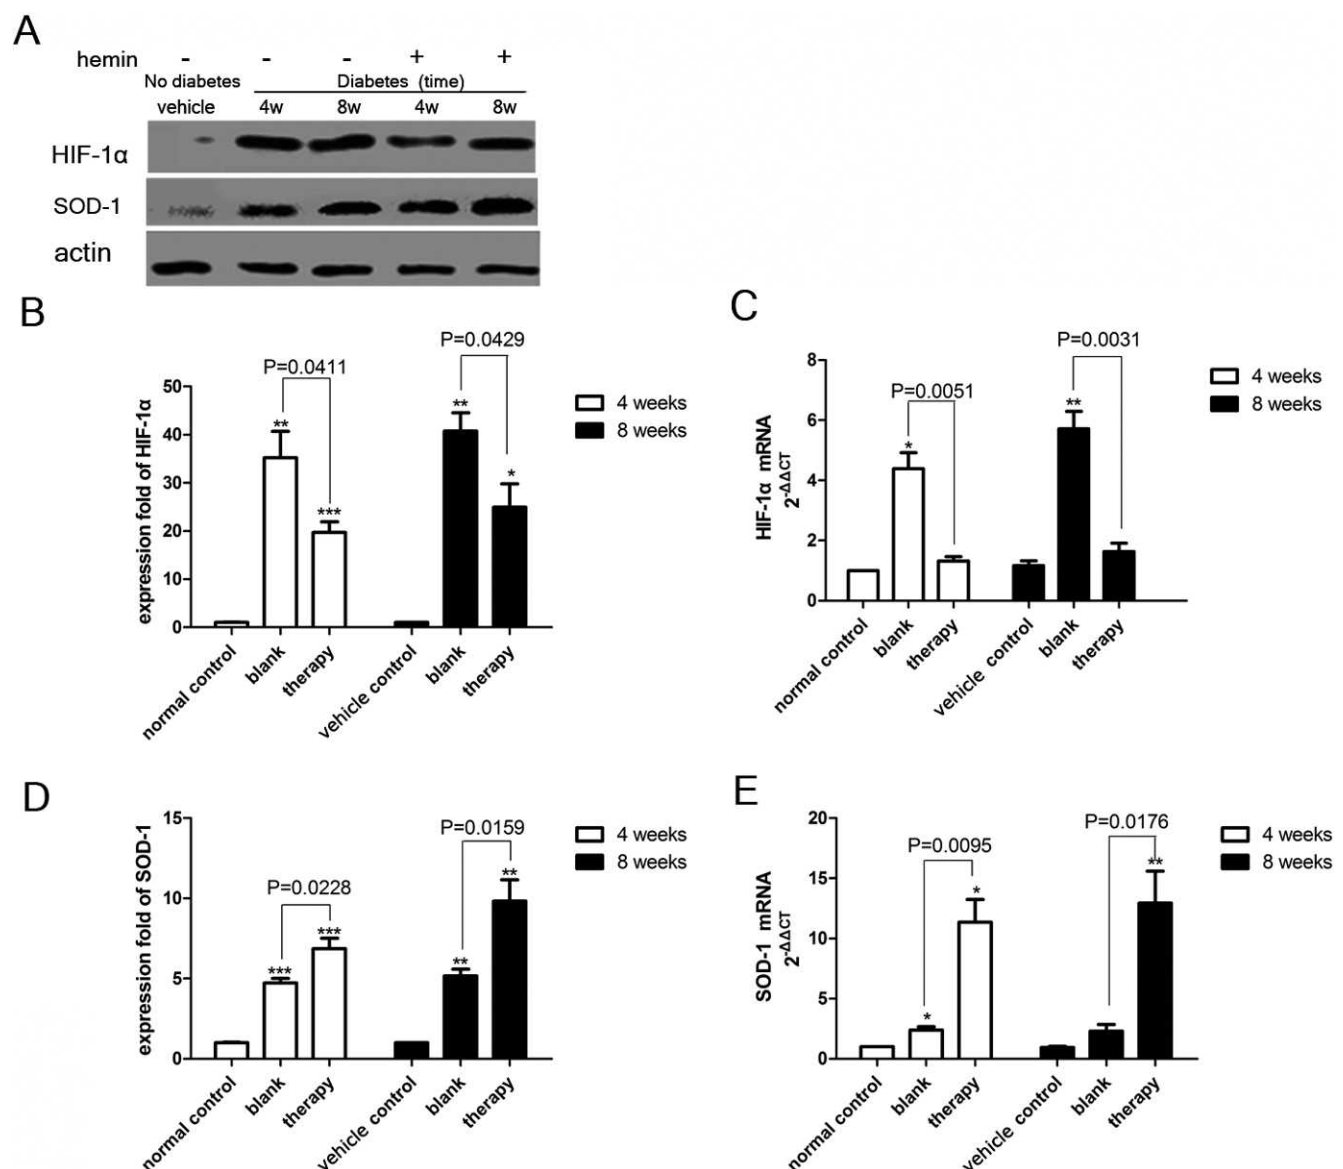 A
hemin - - - + +
No diabetes Diabetes (time)
vehicle 4w 8w 4w 8w
HIF-1α
SOD-1
actin
B
P=0.0411
P=0.0429
expression fold of HIF-1α
50
40
30
20
10
0
** *** ** *
normal control
blank
therapy
vehicle control
blank
therapy
4 weeks
8 weeks
C
P=0.0051
P=0.0031
HIF-1α mRNA
2-ΔΔCT
8
6
4
2
0
* **
normal control
blank
therapy
vehicle control
blank
therapy
4 weeks
8 weeks
D
P=0.0228
P=0.0159
expression fold of SOD-1
15
10
5
0
*** *** ** **
normal control
blank
therapy
vehicle control
blank
therapy
4 weeks
8 weeks
E
P=0.0095
P=0.0176
SOD-1 mRNA
2-ΔΔCT
20
15
10
5
0
* * **
normal control
blank
therapy
vehicle control
blank
therapy
4 weeks
8 weeks